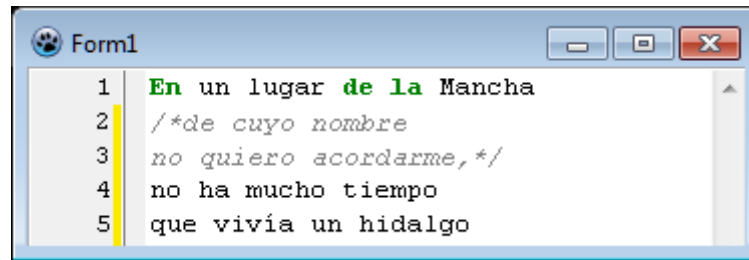 Form1
1 En un lugar de la Mancha
2 /*de cuyo nombre
3 no quiero acordarme,*/
4 no ha mucho tiempo
5 que vivía un hidalgo